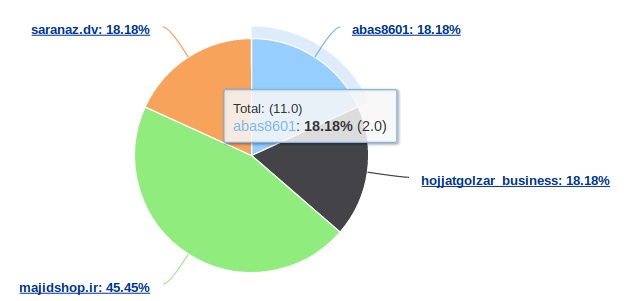 saranaz.dv: 18.18%
abas8601: 18.18%
Total: (11.0)
abas8601: 18.18% (2.0)
hojjatgolzar_business: 18.18%
majidshop.ir: 45.45%